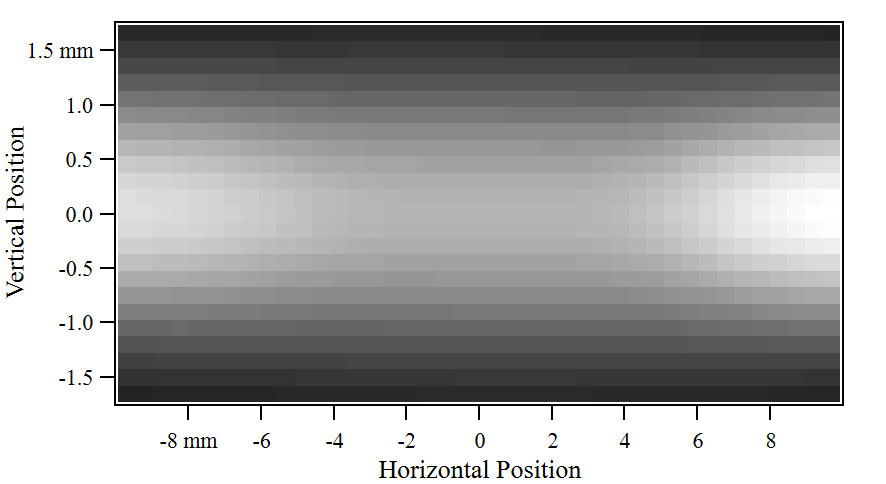 1.5 mm
1.0
0.5
0.0
-0.5
-1.0
-1.5
Vertical Position
-8 mm -6 -4 -2 0 2 4 6 8
Horizontal Position